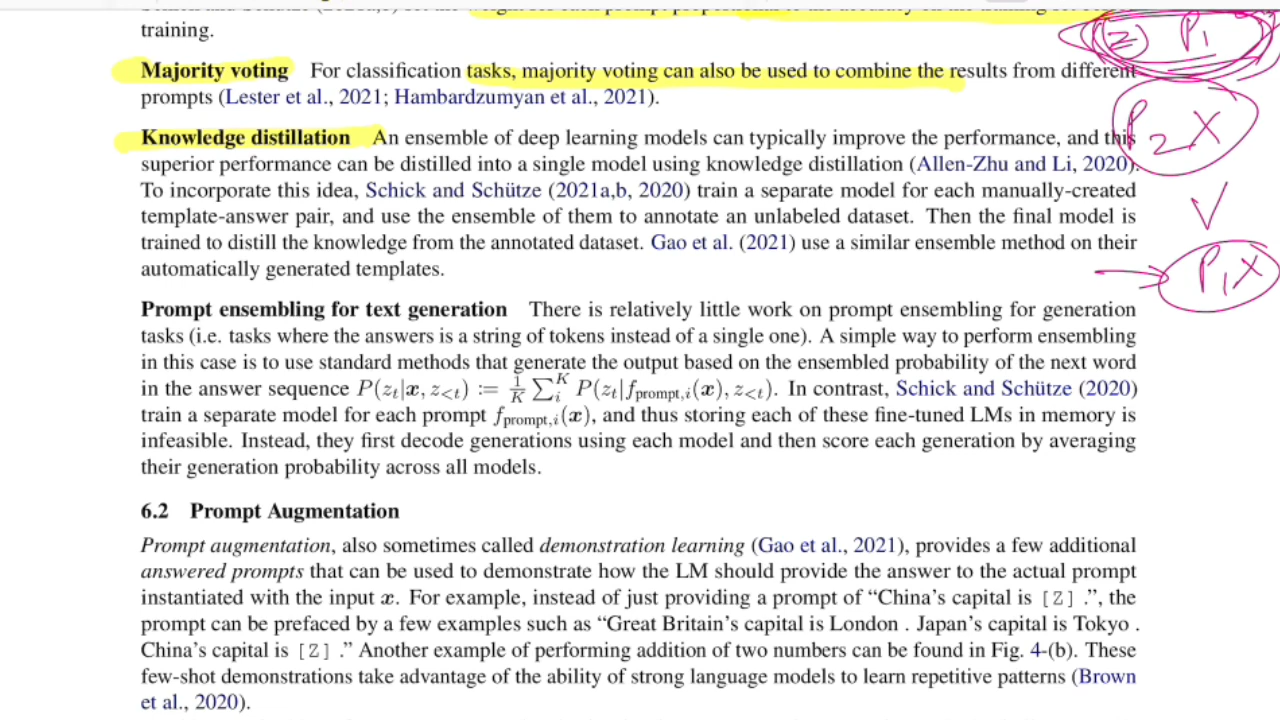 training.
Majority voting For classification tasks, majority voting can also be used to combine the results from different
prompts (Lester et al., 2021; Hambardzumyan et al., 2021).
Knowledge distillation An ensemble of deep learning models can typically improve the performance, and this
superior performance can be distilled into a single model using knowledge distillation (Allen-Zhu and Li, 2020).
To incorporate this idea, Schick and Schütze (2021a,b, 2020) train a separate model for each manually-created
template-answer pair, and use the ensemble of them to annotate an unlabeled dataset. Then the final model is
trained to distill the knowledge from the annotated dataset. Gao et al. (2021) use a similar ensemble method on their
automatically generated templates.
Prompt ensembling for text generation There is relatively little work on prompt ensembling for generation
tasks (i.e. tasks where the answers is a string of tokens instead of a single one). A simple way to perform ensembling
in this case is to use standard methods that generate the output based on the ensembled probability of the next word
in the answer sequence P(z_t|x, z_{<t}) := 1/K ∑_i^K P(z_t|f_{prompt,i}(x), z_{<t}). In contrast, Schick and Schütze (2020)
train a separate model for each prompt f_{prompt,i}(x), and thus storing each of these fine-tuned LMs in memory is
infeasible. Instead, they first decode generations using each model and then score each generation by averaging
their generation probability across all models.
6.2 Prompt Augmentation
Prompt augmentation, also sometimes called demonstration learning (Gao et al., 2021), provides a few additional
answered prompts that can be used to demonstrate how the LM should provide the answer to the actual prompt
instantiated with the input x. For example, instead of just providing a prompt of “China’s capital is [Z] .”, the
prompt can be prefaced by a few examples such as “Great Britain’s capital is London . Japan’s capital is Tokyo .
China’s capital is [Z] .” Another example of performing addition of two numbers can be found in Fig. 4-(b). These
few-shot demonstrations take advantage of the ability of strong language models to learn repetitive patterns (Brown
et al., 2020).
(Z) P1
P2 X
P1X